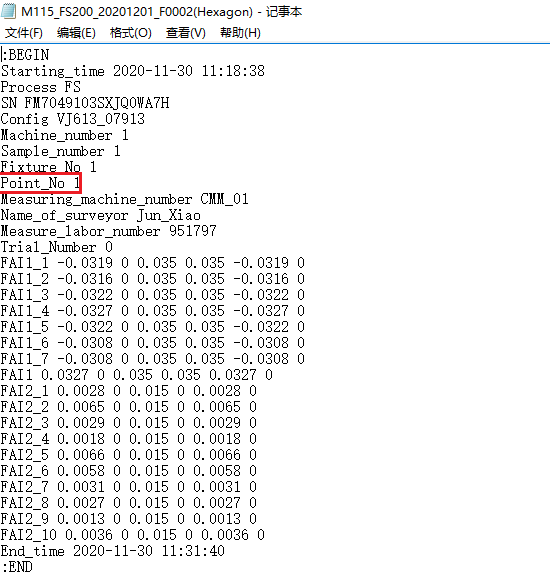 M115_FS200_20201201_F0002(Hexagon) - 记事本
文件(F) 编辑(E) 格式(O) 查看(V) 帮助(H)
:BEGIN
Starting_time 2020-11-30 11:18:38
Process FS
SN FM7049103SXJQ0WA7H
Config VJ613_07913
Machine_number 1
Sample_number 1
Fixture_No 1
Point_No 1
Measuring_machine_number CMM_01
Name_of_surveyor Jun_Xiao
Measure_labor_number 951797
Trial_Number 0
FAI1_1 -0.0319 0 0.035 0.035 -0.0319 0
FAI1_2 -0.0316 0 0.035 0.035 -0.0316 0
FAI1_3 -0.0322 0 0.035 0.035 -0.0322 0
FAI1_4 -0.0327 0 0.035 0.035 -0.0327 0
FAI1_5 -0.0322 0 0.035 0.035 -0.0322 0
FAI1_6 -0.0308 0 0.035 0.035 -0.0308 0
FAI1_7 -0.0308 0 0.035 0.035 -0.0308 0
FAI1 0.0327 0 0.035 0.035 0.0327 0
FAI2_1 0.0028 0 0.015 0 0.0028 0
FAI2_2 0.0065 0 0.015 0 0.0065 0
FAI2_3 0.0029 0 0.015 0 0.0029 0
FAI2_4 0.0018 0 0.015 0 0.0018 0
FAI2_5 0.0066 0 0.015 0 0.0066 0
FAI2_6 0.0058 0 0.015 0 0.0058 0
FAI2_7 0.0031 0 0.015 0 0.0031 0
FAI2_8 0.0027 0 0.015 0 0.0027 0
FAI2_9 0.0013 0 0.015 0 0.0013 0
FAI2_10 0.0036 0 0.015 0 0.0036 0
End_time 2020-11-30 11:31:40
:END